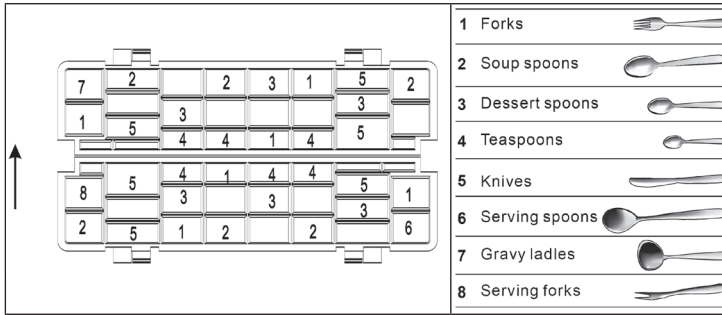 7 2 2 3 1 5 2
3
1 5 3 5
4 4 1 4
8 5 4 1 4 4 5 1
3 3 3
2 5 1 2 2 6
1 Forks
2 Soup spoons
3 Dessert spoons
4 Teaspoons
5 Knives
6 Serving spoons
7 Gravy ladles
8 Serving forks